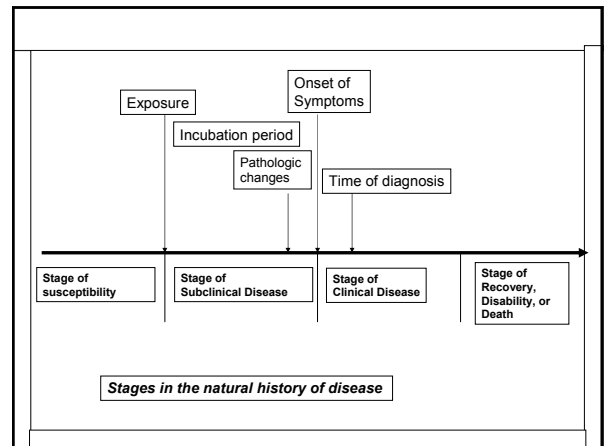 Onset of
Symptoms
Exposure
Incubation period
Pathologic
changes
Time of diagnosis
Stage of
susceptibility
Stage of
Subclinical Disease
Stage of
Clinical Disease
Stage of
Recovery,
Disability, or
Death
Stages in the natural history of disease